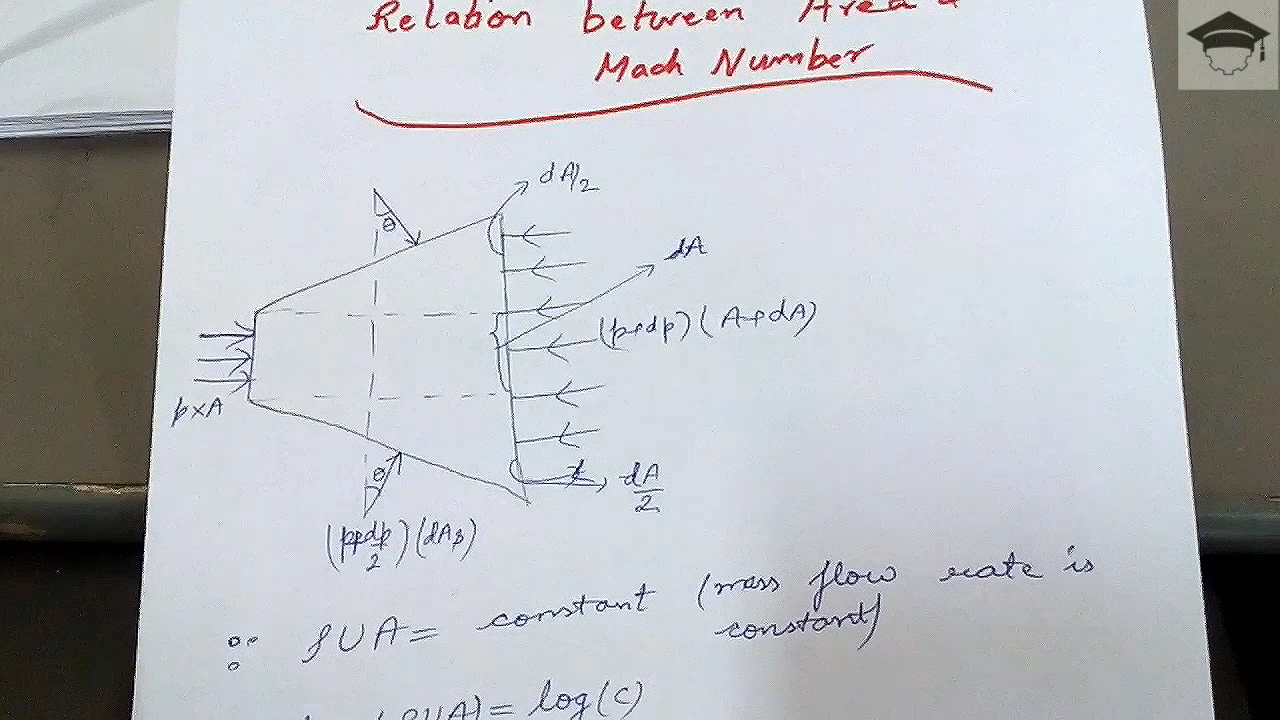 Relation between Area &
Mach Number
dA/2
θ
dA
(p+dp) (A+dA)
p×A
θ
dA/2
(p+dp/2) (dAs)
∵ ρUA = constant (mass flow rate is
constant)
(ρUA) = log(C)